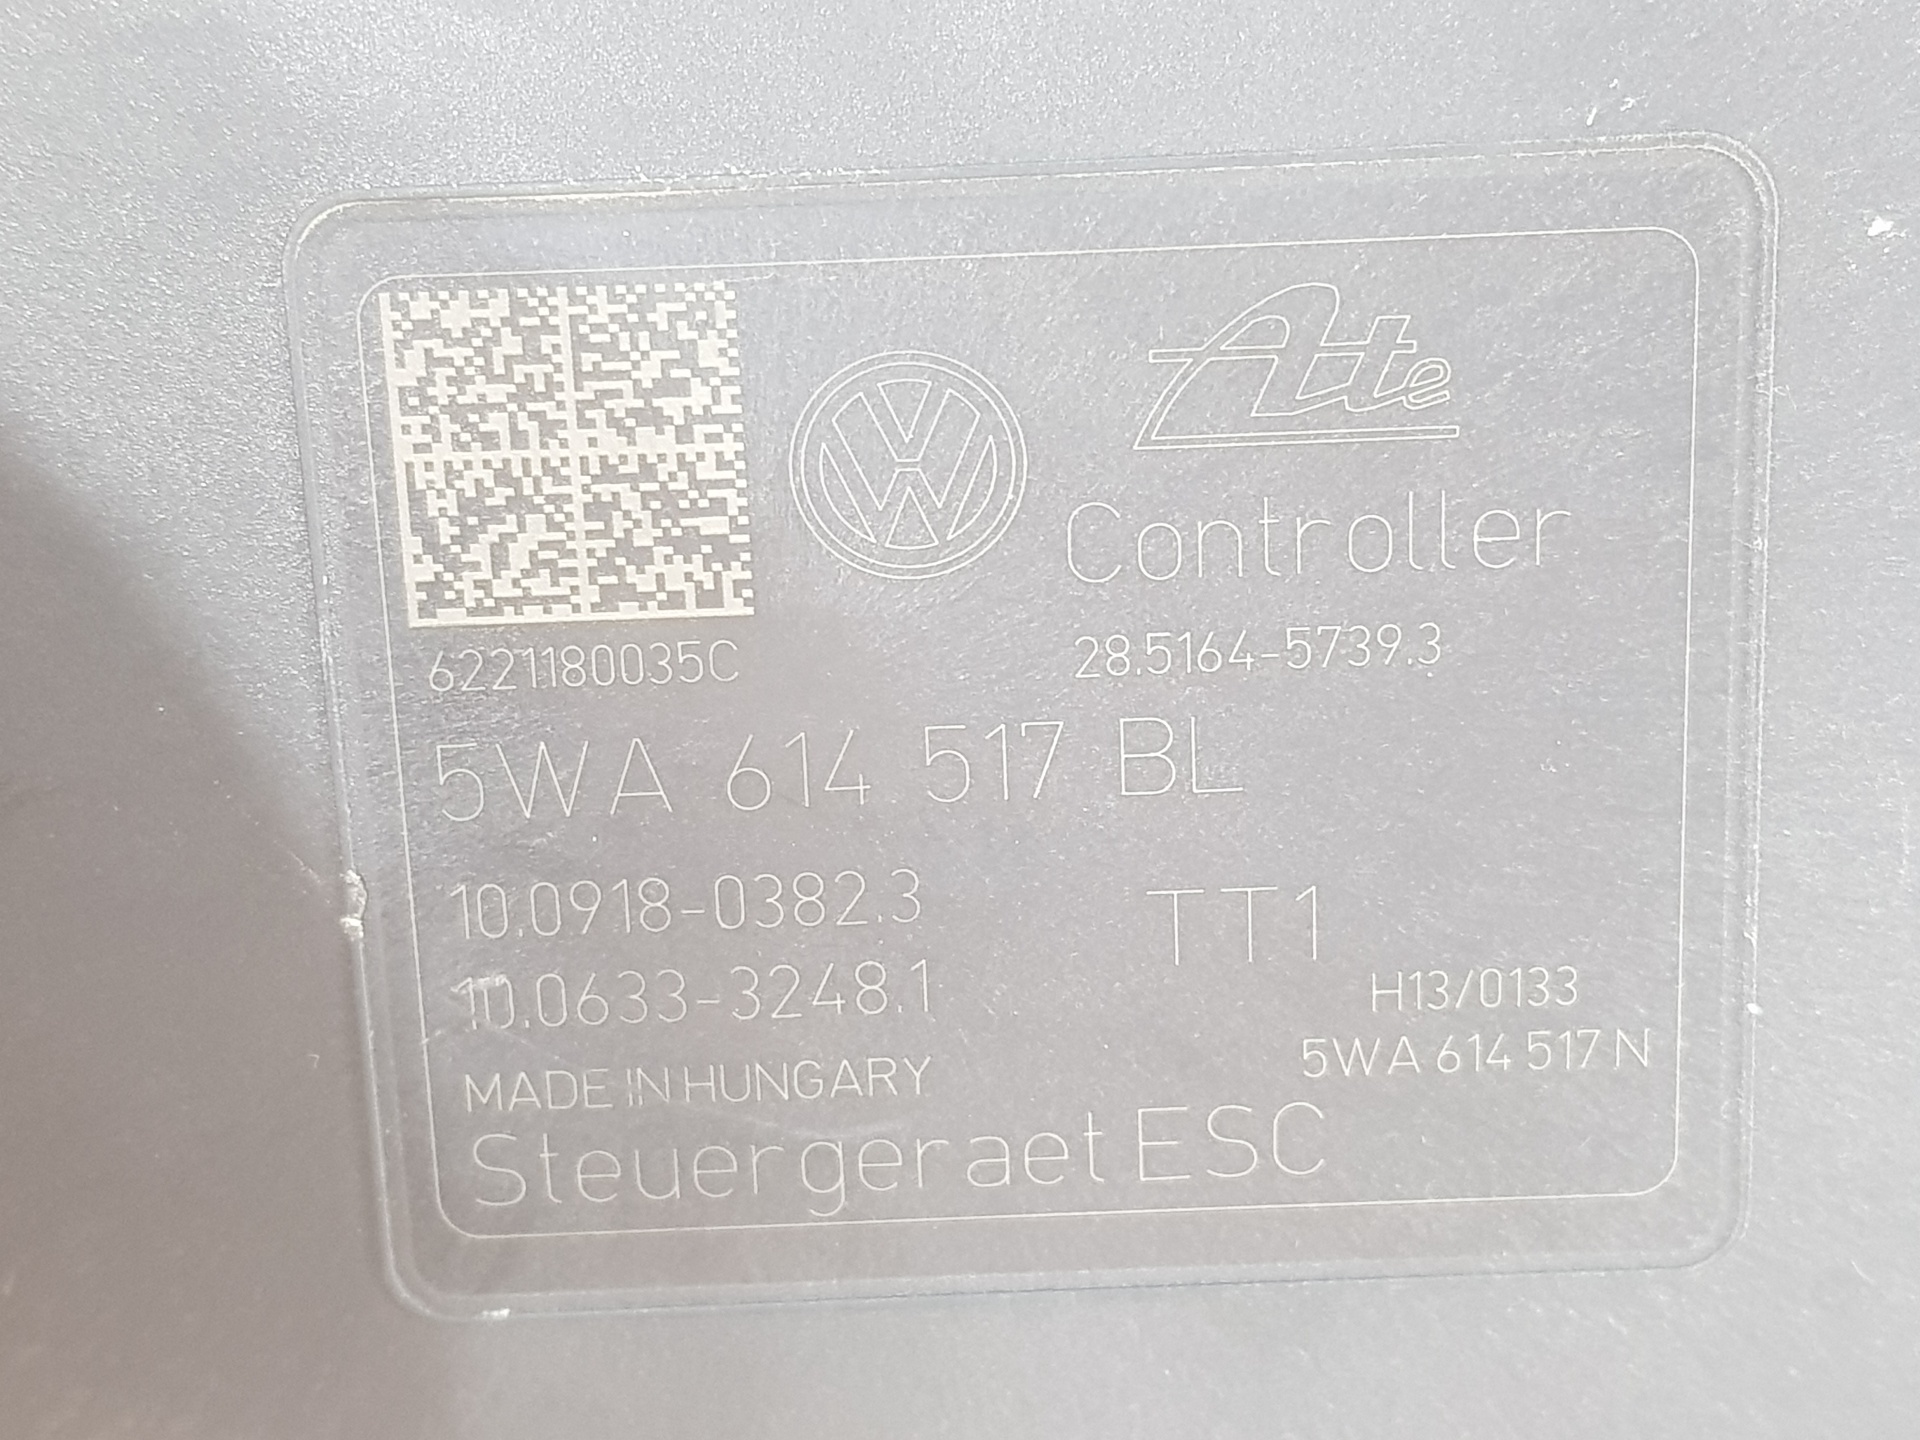 Ate
Controller
6221180035C
28.5164-5739.3
5WA 614 517 BL
10.0918-0382.3
TT1
10.0633-3248.1
H13/0133
5WA 614 517 N
MADE IN HUNGARY
Steuergeraet ESC